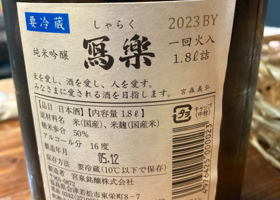 要冷蔵
しゃらく
2023BY
純米吟醸
寫樂
一回火入
1.8ℓ詰
米を愛し、酒を愛し、人を愛す。
みなさまに愛される酒を目指します。
宮森義弘
【品目】日本酒【内容量】1.8ℓ
原材料名 米(国産)、米麹(国産米)
精米歩合 50%
アルコール分 16度
製造年月 05.12
保存方法 要冷蔵(10℃以下で保存)
製造者 宮泉銘醸株式会社
〒965-0872
福島県会津若松市東栄町8-7